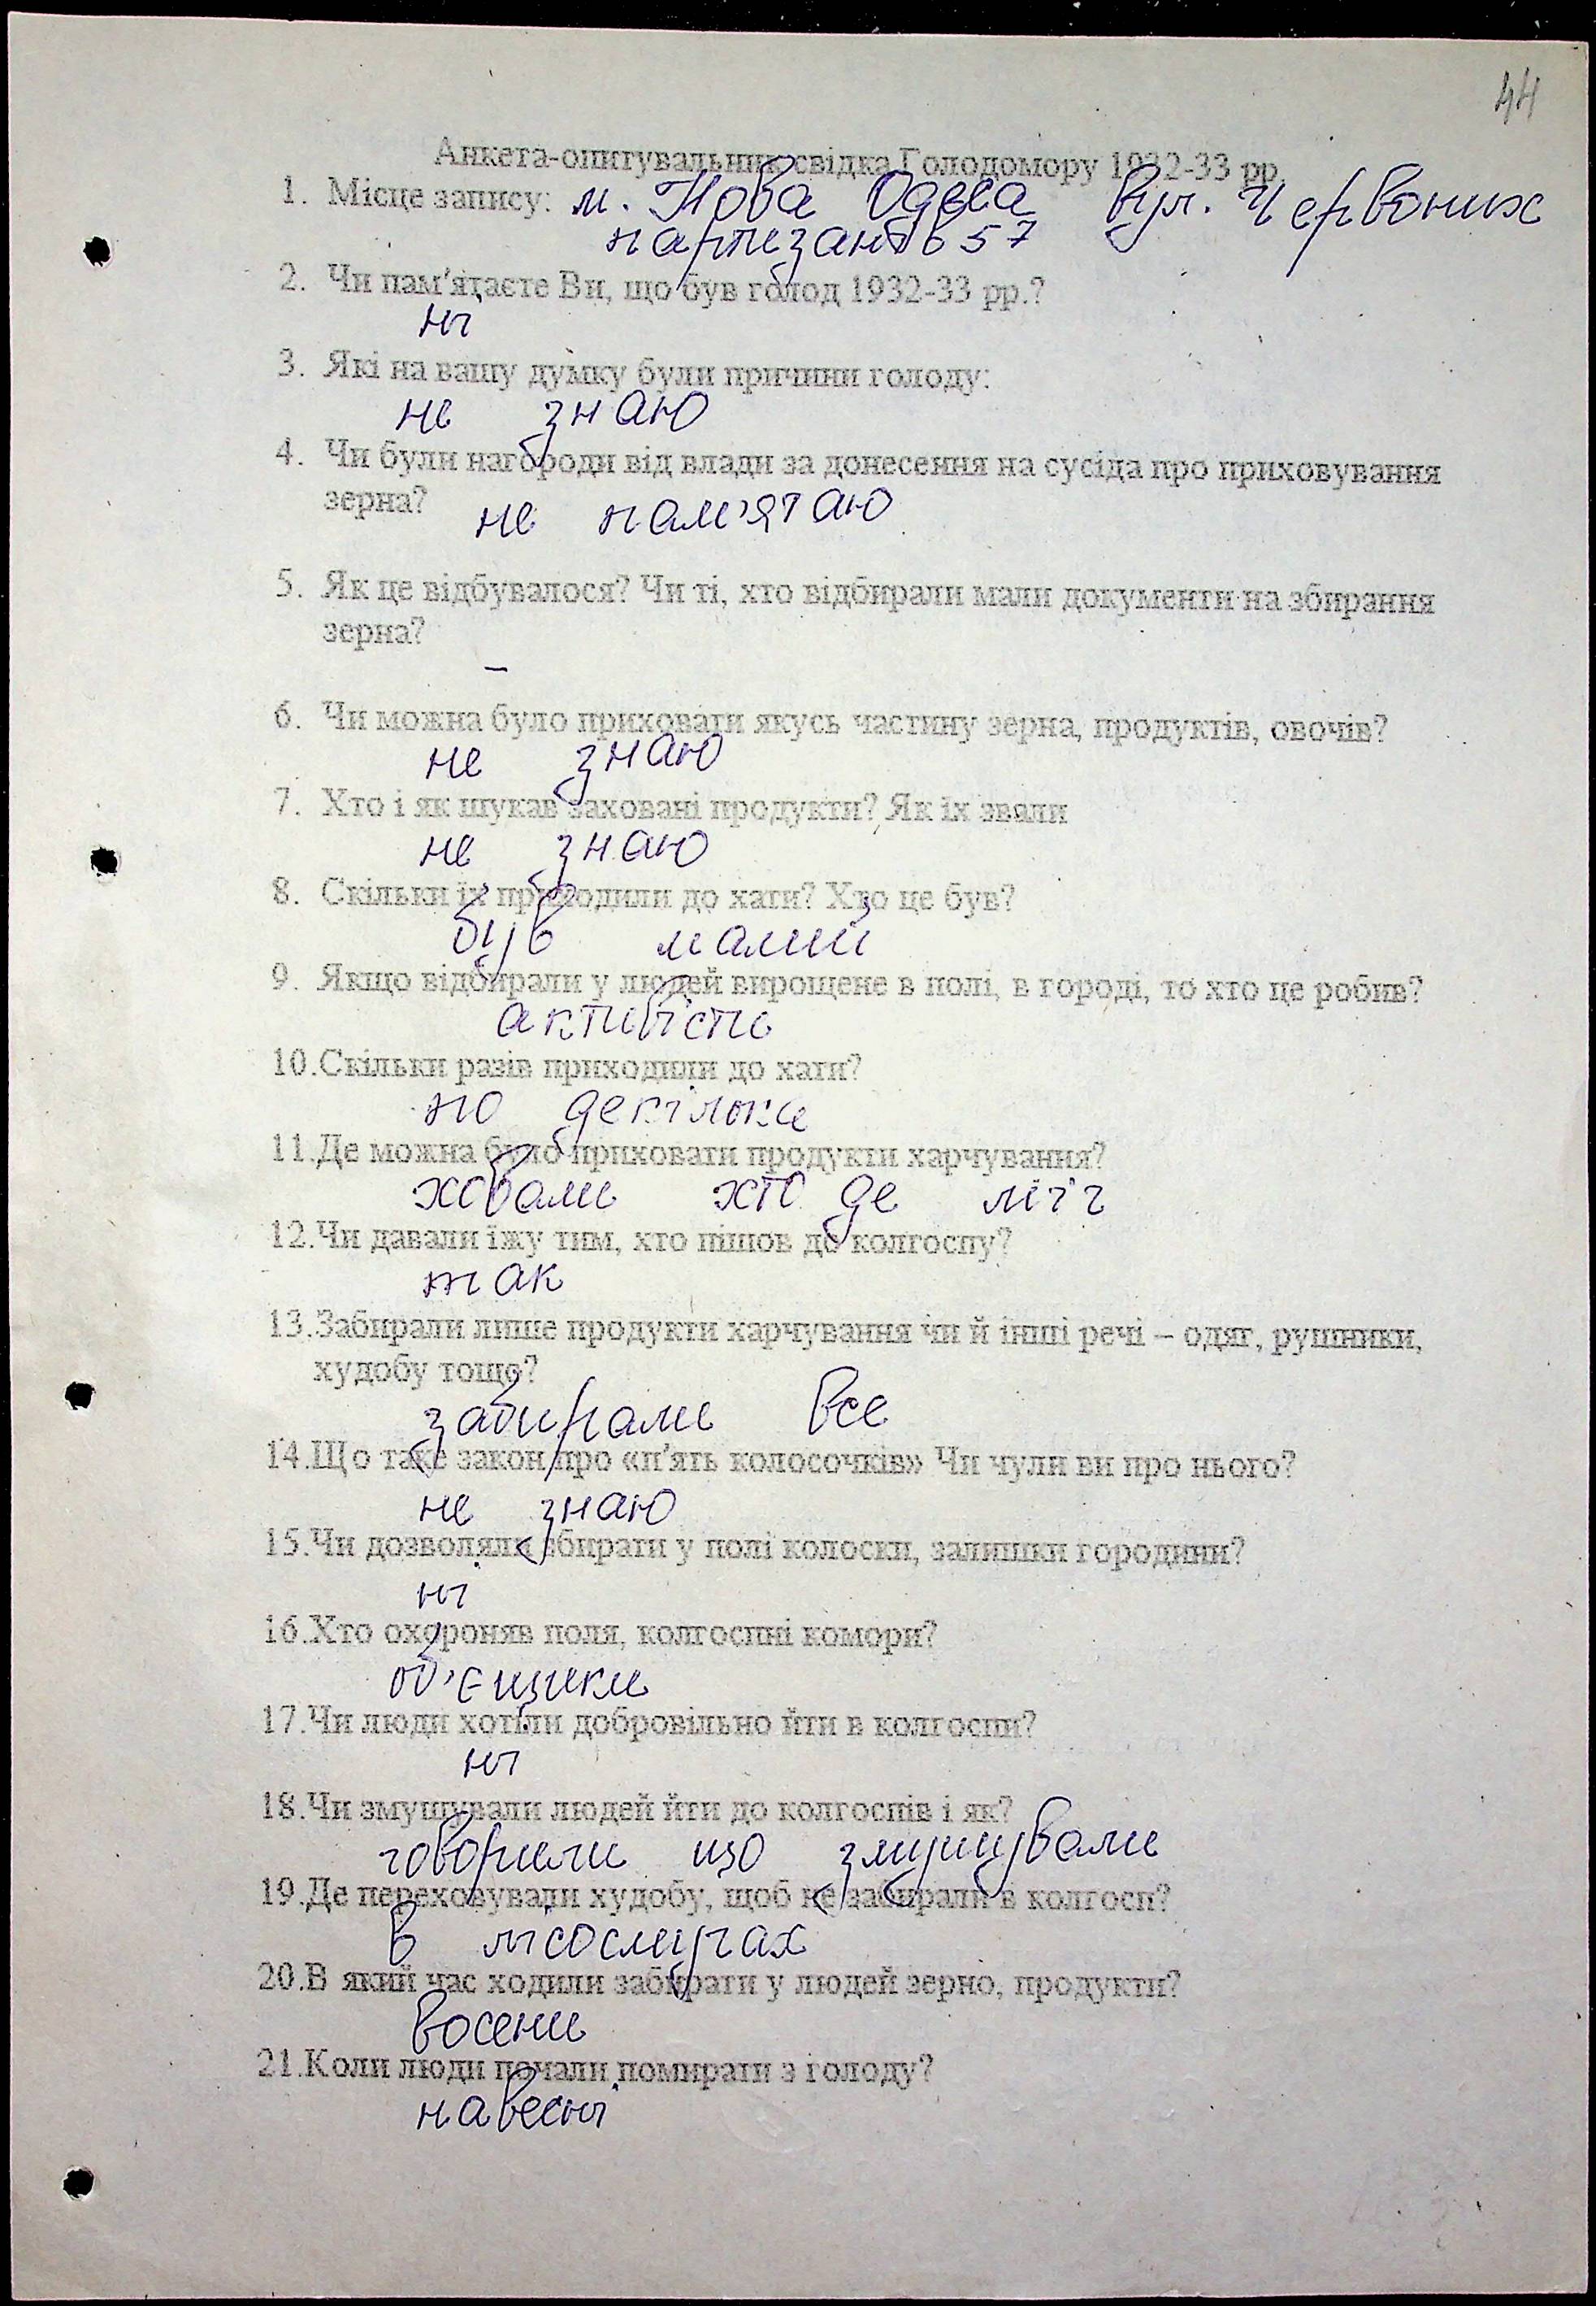 44
Анкета-опитувальник свідка Голодомору 1932-33 рр.
1. Місце запису: м. Нова Одеса вул. Червоних
партизанів 57
2. Чи пам'ятаєте Ви, що був голод 1932-33 рр.?
ні
3. Які на вашу думку були причини голоду:
не знаю
4. Чи були нагороди від влади за донесення на сусіда про приховування
зерна? не пам'ятаю
5. Як це відбувалося? Чи ті, хто відбирали мали документи на збирання
зерна?
–
6. Чи можна було приховати якусь частину зерна, продуктів, овочів?
не знаю
7. Хто і як шукав заховані продукти? Як їх звали
не знаю
8. Скільки їх приходили до хати? Хто це був?
був малий
9. Якщо відбирали у людей вирощене в полі, в городі, то хто це робив?
активісти
10.Скільки разів приходили до хати?
по декілька
11.Де можна було приховати продукти харчування?
ховали хто де міг
12.Чи давали їжу тим, хто пішов до колгоспу?
так
13.Забирали лише продукти харчування чи й інші речі – одяг, рушники,
худобу тощо?
забирали все
14.Що таке закон про «п'ять колосочків» Чи чули ви про нього?
не знаю
15.Чи дозволяли збирати у полі колоски, залишки городини?
ні
16.Хто охороняв поля, колгоспні комори?
об'єщики
17.Чи люди хотіли добровільно йти в колгоспи?
ні
18.Чи змушували людей йти до колгоспів і як?
говорили що змушували
19.Де переховували худобу, щоб не забирали в колгосп?
в лісосмугах
20.В який час ходили забирати у людей зерно, продукти?
восени
21.Коли люди почали помирати з голоду?
навесні